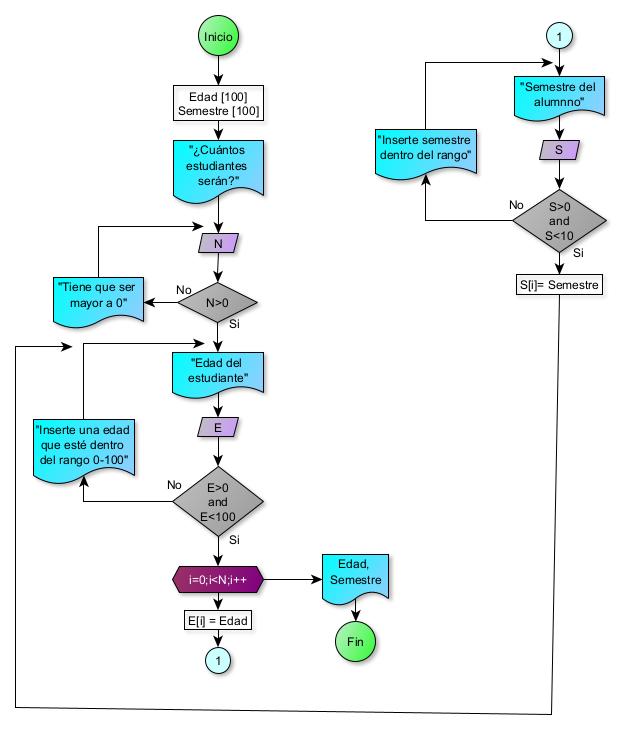 Inicio
Edad [100]
Semestre [100]
"¿Cuántos
estudiantes
serán?"
N
"Tiene que ser
mayor a 0"
No
N>0
Si
"Edad del
estudiante"
E
"Inserte una edad
que esté dentro
del rango 0-100"
No
E>0
and
E<100
Si
i=0;i<N;i++
Edad,
Semestre
E[i] = Edad
Fin
1
1
"Semestre del
alumnno"
S
"Inserte semestre
dentro del rango"
No
S>0
and
S<10
Si
S[i]= Semestre